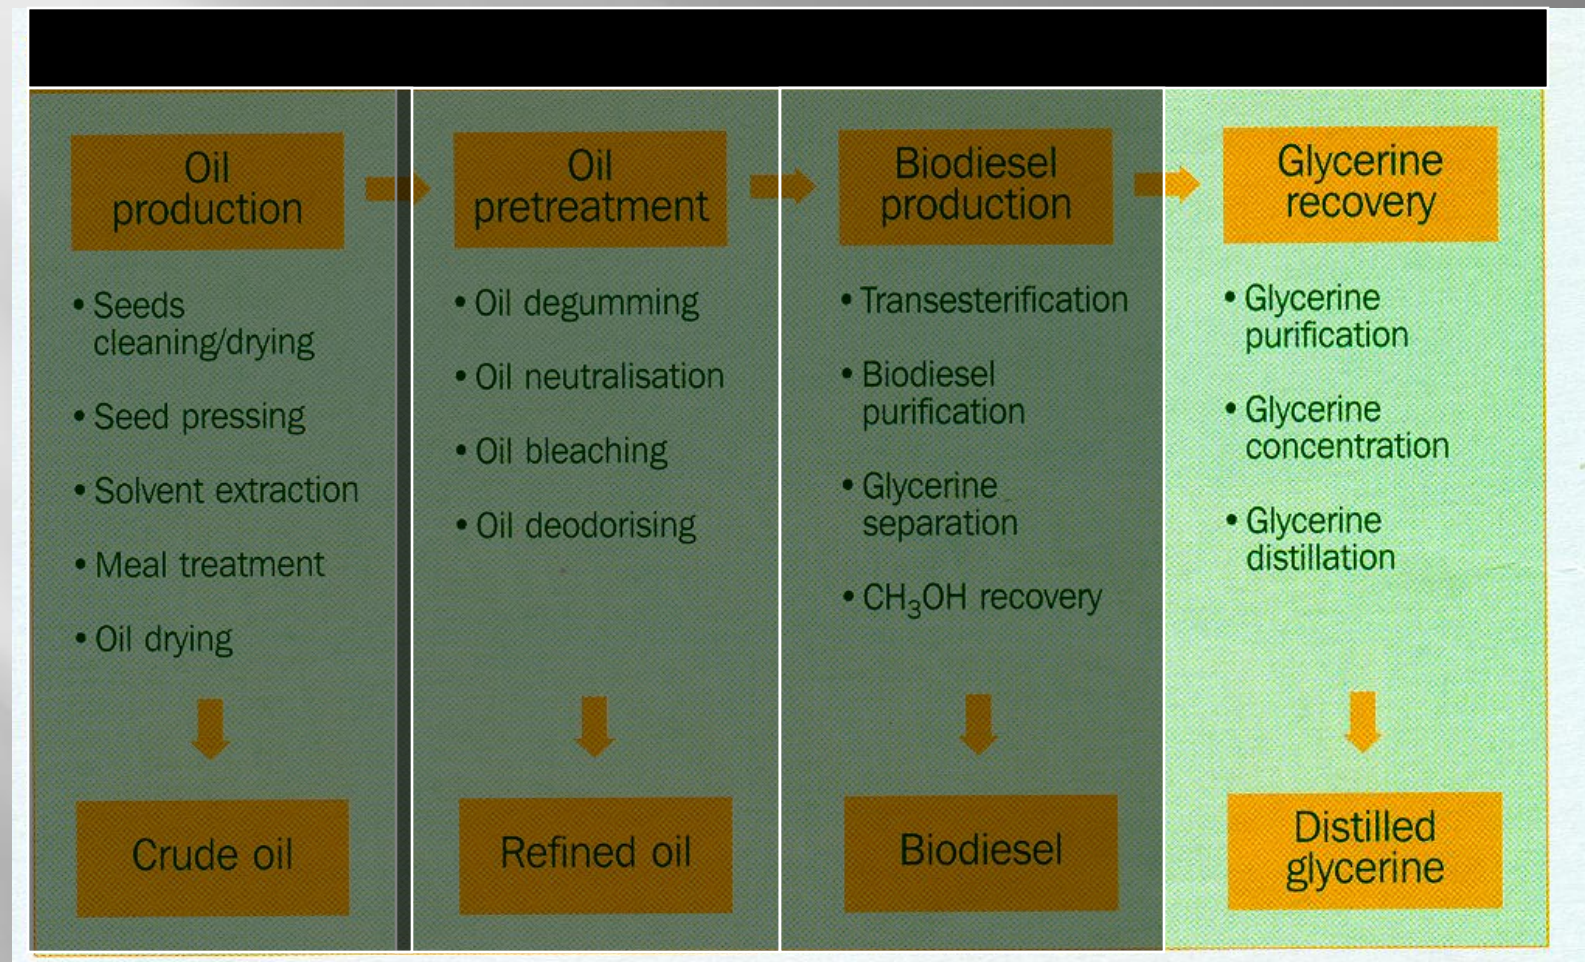 Oil
production
• Seeds
cleaning/drying
• Seed pressing
• Solvent extraction
• Meal treatment
• Oil drying
Crude oil
Oil
pretreatment
• Oil degumming
• Oil neutralisation
• Oil bleaching
• Oil deodorising
Refined oil
Biodiesel
production
• Transesterification
• Biodiesel
purification
• Glycerine
separation
• CH₃OH recovery
Biodiesel
Glycerine
recovery
• Glycerine
purification
• Glycerine
concentration
• Glycerine
distillation
Distilled
glycerine